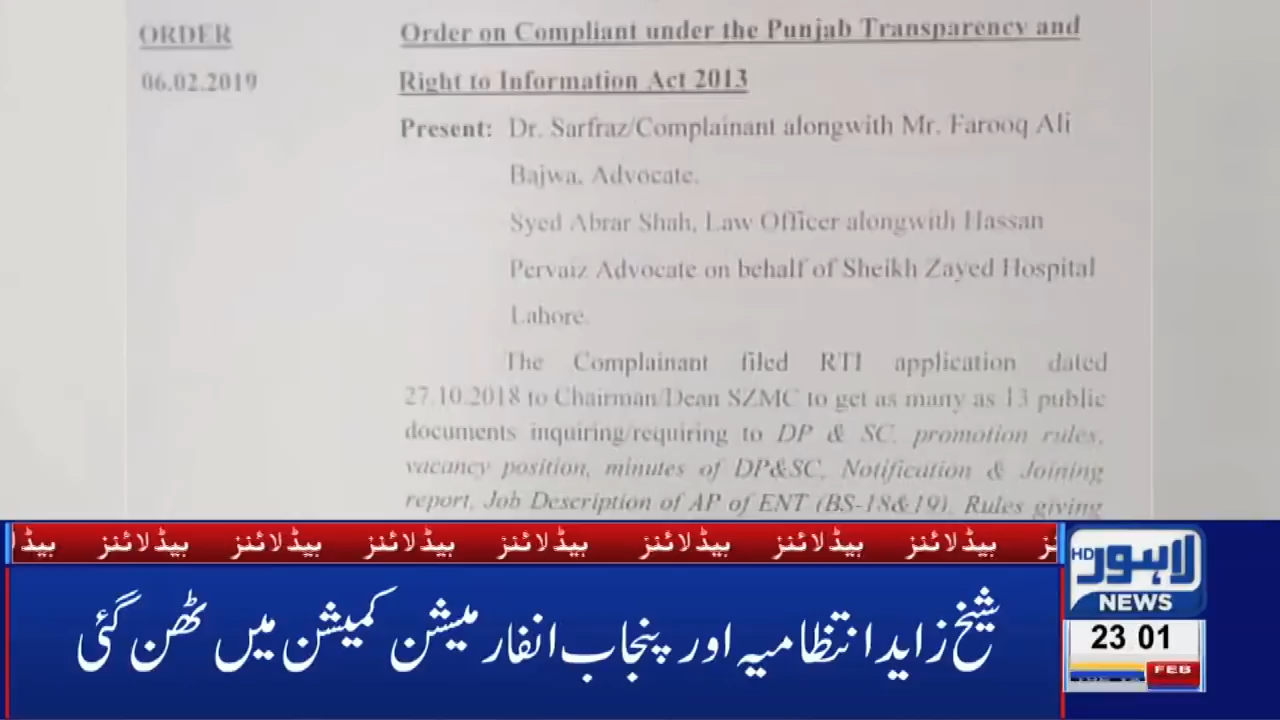 ORDER
06.02.2019
Order on Compliant under the Punjab Transparency and
Right to Information Act 2013
Present: Dr. Sarfraz/Complainant alongwith Mr. Farooq Ali
Bajwa, Advocate.
Syed Abrar Shah, Law Officer alongwith Hassan
Pervaiz Advocate on behalf of Sheikh Zayed Hospital
Lahore.
The Complainant filed RTI application dated
27.10.2018 to Chairman/Dean SZMC to get as many as 13 public
documents inquiring/requiring to DP & SC, promotion rules,
vacancy position, minutes of DP&SC, Notification & Joining
report, Job Description of AP of ENT (BS-18&19), Rules giving
ہیڈلائنز ہیڈلائنز ہیڈلائنز ہیڈلائنز ہیڈلائنز ہیڈلائنز ہیڈلائنز
شیخ زاید انتظامیہ اور پنجاب انفارمیشن کمیشن میں ٹھن گئی
لاہور HD
NEWS
23 01
FEB